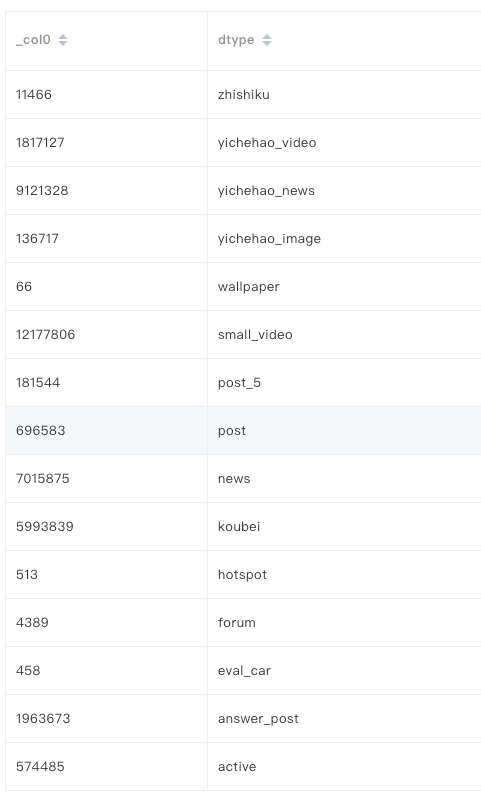 _col0 dtype
11466 zhishiku
1817127 yichehao_video
9121328 yichehao_news
136717 yichehao_image
66 wallpaper
12177806 small_video
181544 post_5
696583 post
7015875 news
5993839 koubei
513 hotspot
4389 forum
458 eval_car
1963673 answer_post
574485 active